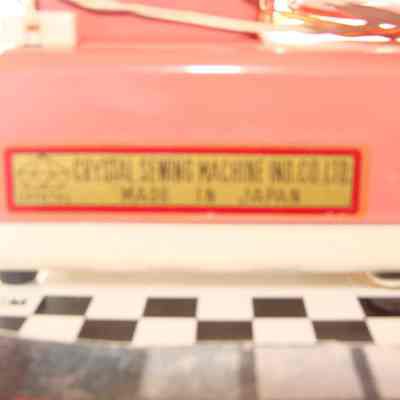 CRYSTAL SEWING MACHINE IND.CO.LTD.
MADE IN JAPAN